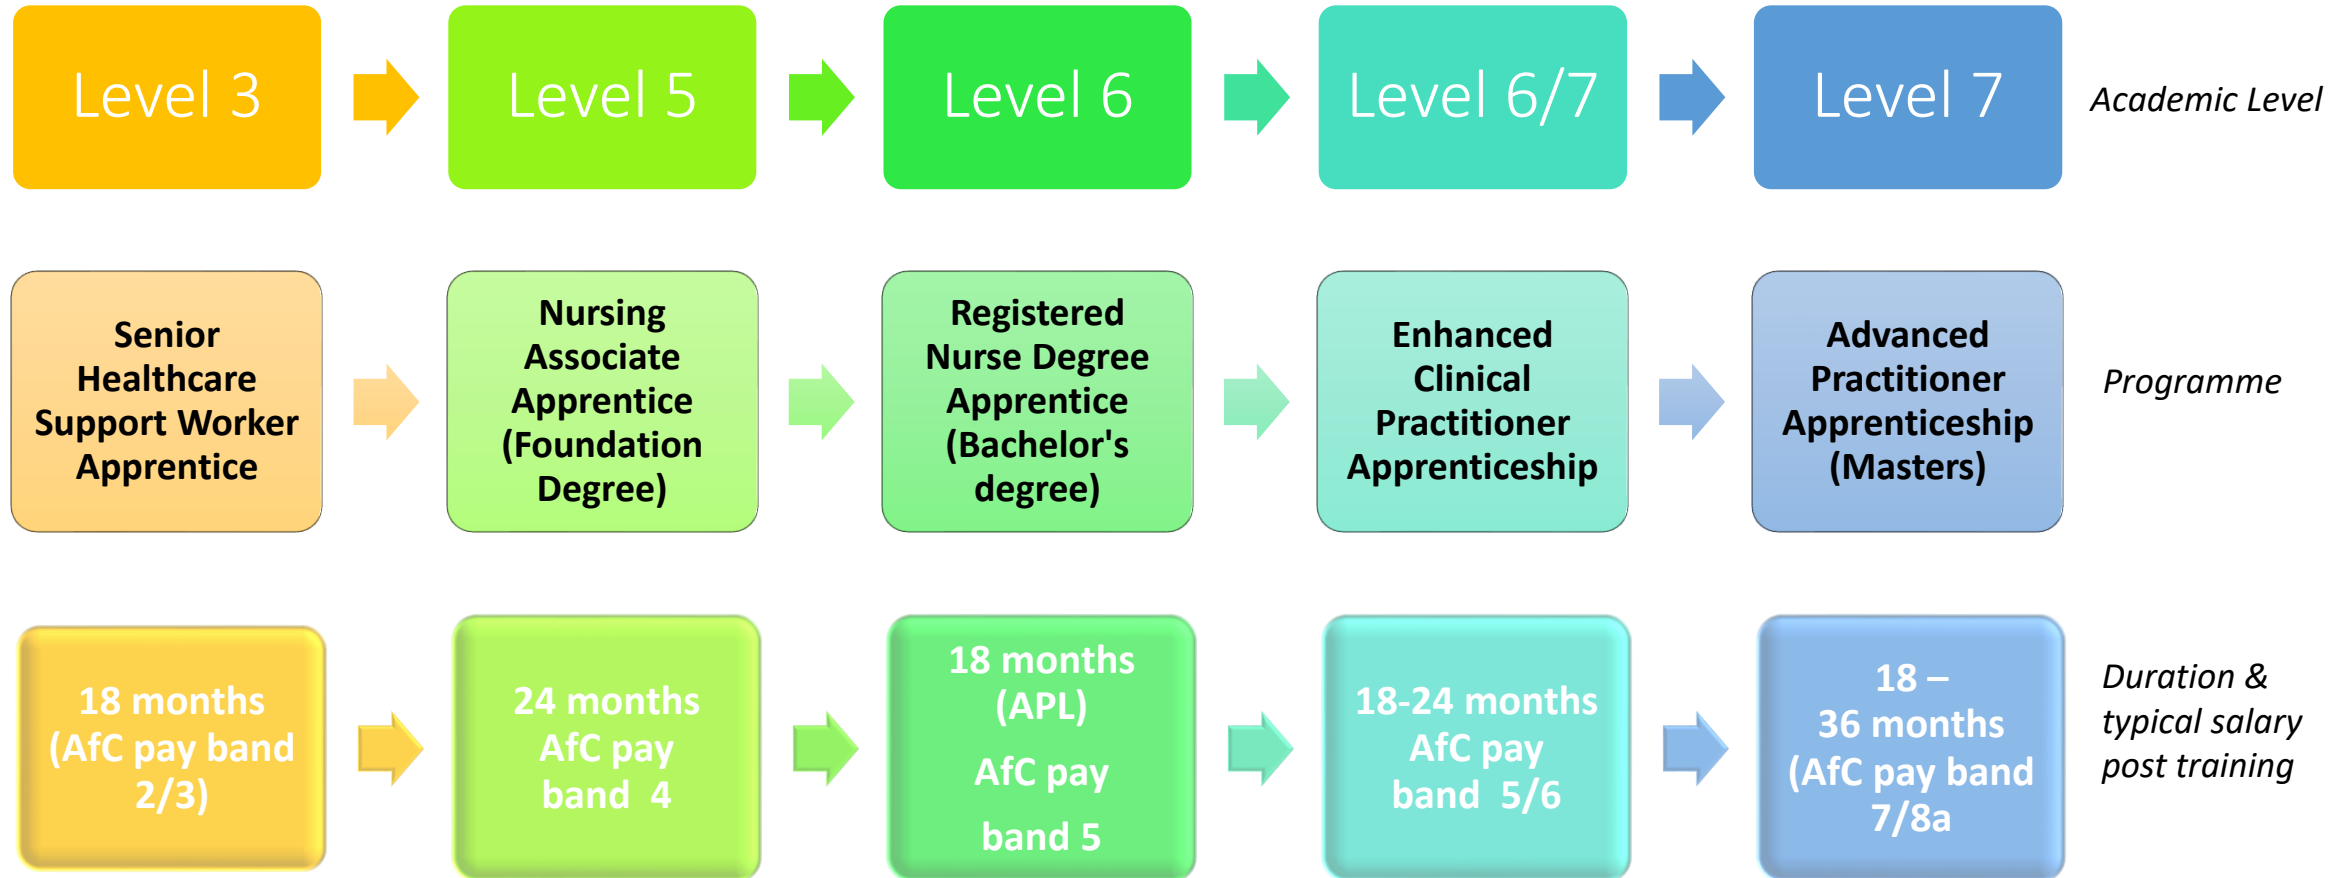 Level 3
Level 5
Level 6
Level 6/7
Level 7
Academic Level
Senior
Healthcare
Support Worker
Apprentice
Nursing
Associate
Apprentice
(Foundation
Degree)
Registered
Nurse Degree
Apprentice
(Bachelor's
degree)
Enhanced
Clinical
Practitioner
Apprenticeship
Advanced
Practitioner
Apprenticeship
(Masters)
Programme
18 months
(AfC pay band
2/3)
24 months
AfC pay
band 4
18 months
(APL)
AfC pay
band 5
18-24 months
AfC pay
band 5/6
18 –
36 months
(AfC pay band
7/8a
Duration &
typical salary
post training